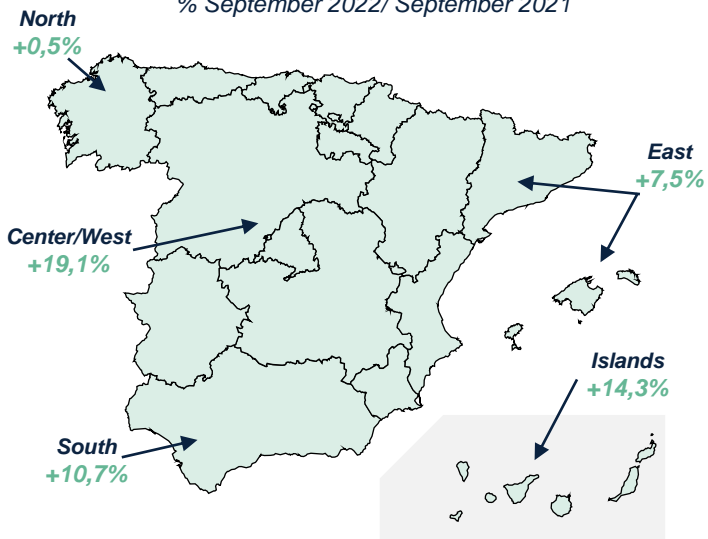 % September 2022/ September 2021
North
+0,5%
East
+7,5%
Center/West
+19,1%
Islands
+14,3%
South
+10,7%